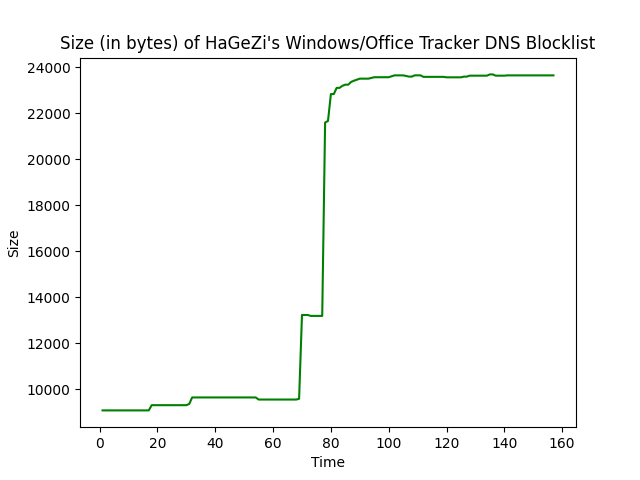 Size (in bytes) of HaGeZi's Windows/Office Tracker DNS Blocklist
24000
22000
20000
18000
16000
14000
12000
10000
Size
0 20 40 60 80 100 120 140 160
Time